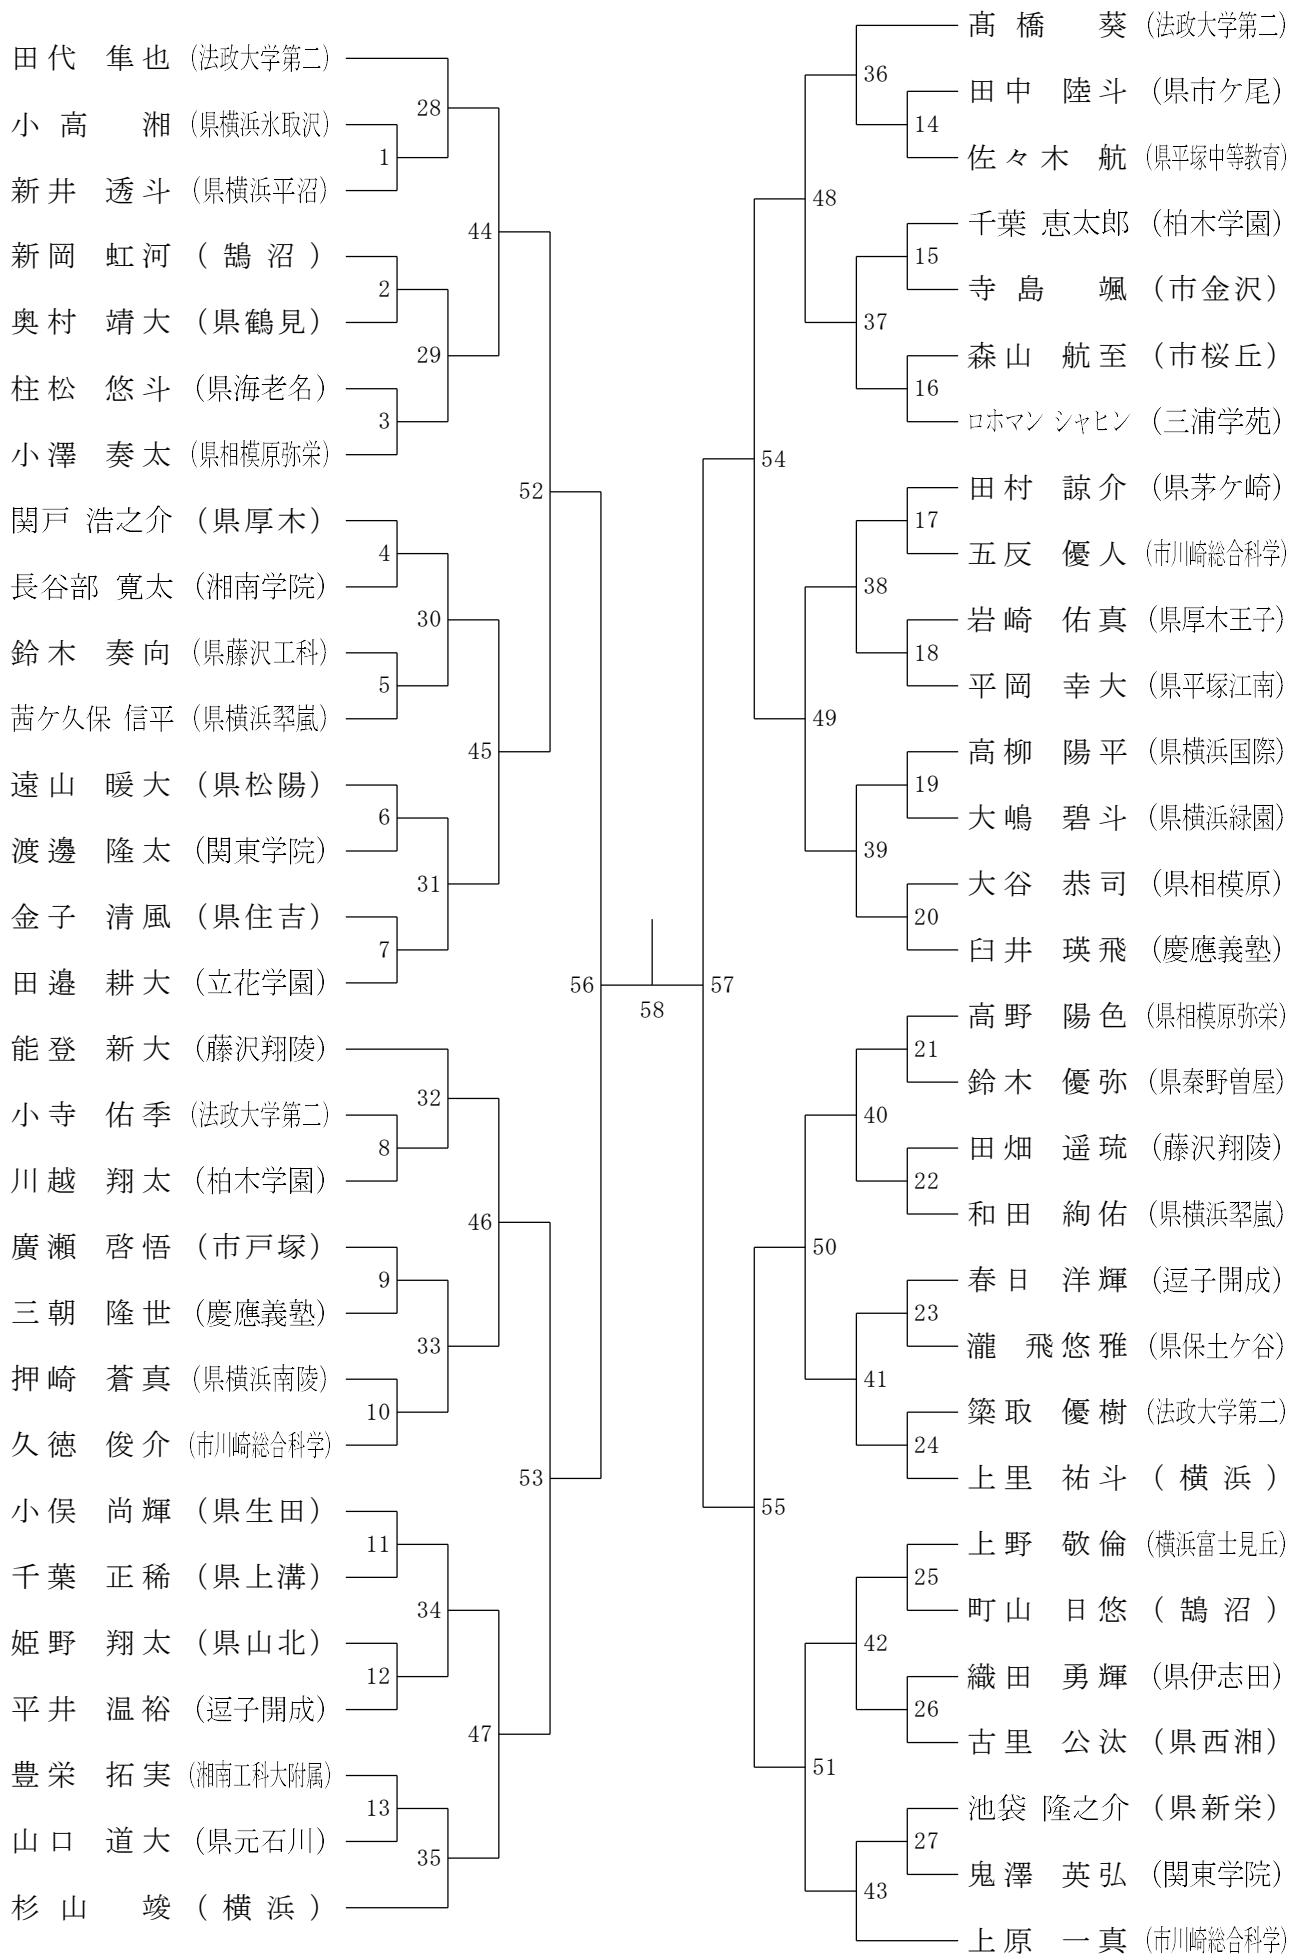 田代 隼也 (法政大学第二)
小高 湘 (県横浜氷取沢)
新井 透斗 (県横浜平沼)
新岡 虹河 (鵠沼)
奥村 靖大 (県鶴見)
柱松 悠斗 (県海老名)
小澤 奏太 (県相模原弥栄)
関戸 浩之介 (県厚木)
長谷部 寛太 (湘南学院)
鈴木 奏向 (県藤沢工科)
茜ケ久保 信平 (県横浜翠嵐)
遠山 暖大 (県松陽)
渡邊 隆太 (関東学院)
金子 清風 (県住吉)
田邉 耕大 (立花学園)
能登 新大 (藤沢翔陵)
小寺 佑季 (法政大学第二)
川越 翔太 (柏木学園)
廣瀬 啓悟 (市戸塚)
三朝 隆世 (慶應義塾)
押崎 蒼真 (県横浜南陵)
久徳 俊介 (市川崎総合科学)
小俣 尚輝 (県生田)
千葉 正稀 (県上溝)
姫野 翔太 (県山北)
平井 温裕 (逗子開成)
豊栄 拓実 (湘南工科大附属)
山口 道大 (県元石川)
杉山 竣 (横浜)
1
2
3
4
5
6
7
8
9
10
11
12
13
28
29
30
31
32
33
34
35
44
45
46
47
52
53
56
58
57
54
55
48
49
50
51
36
37
38
39
40
41
42
43
14
15
16
17
18
19
20
21
22
23
24
25
26
27
髙橋 葵 (法政大学第二)
田中 陸斗 (県市ケ尾)
佐々木 航 (県平塚中等教育)
千葉 恵太郎 (柏木学園)
寺島 颯 (市金沢)
森山 航至 (市桜丘)
ロホマン シャヒン (三浦学苑)
田村 諒介 (県茅ケ崎)
五反 優人 (市川崎総合科学)
岩崎 佑真 (県厚木王子)
平岡 幸大 (県平塚江南)
高柳 陽平 (県横浜国際)
大嶋 碧斗 (県横浜緑園)
大谷 恭司 (県相模原)
臼井 瑛飛 (慶應義塾)
高野 陽色 (県相模原弥栄)
鈴木 優弥 (県秦野曽屋)
田畑 遥琉 (藤沢翔陵)
和田 絢佑 (県横浜翠嵐)
春日 洋輝 (逗子開成)
瀧 飛悠雅 (県保土ケ谷)
簗取 優樹 (法政大学第二)
上里 祐斗 (横浜)
上野 敬倫 (横浜富士見丘)
町山 日悠 (鵠沼)
織田 勇輝 (県伊志田)
古里 公汰 (県西湘)
池袋 隆之介 (県新栄)
鬼澤 英弘 (関東学院)
上原 一真 (市川崎総合科学)